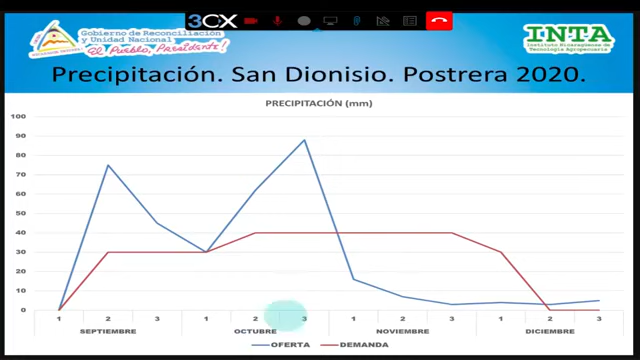 3CX
Gobierno de Reconciliación
y Unidad Nacional
El Pueblo, Presidente!
INTA
Instituto Nicaragüense de
Tecnología Agropecuaria
Precipitación. San Dionisio. Postrera 2020.
PRECIPITACIÓN (mm)
100
90
80
70
60
50
40
30
20
10
0
1 2 3 1 2 3 1 2 3 1 2 3
SEPTIEMBRE OCTUBRE NOVIEMBRE DICIEMBRE
OFERTA DEMANDA